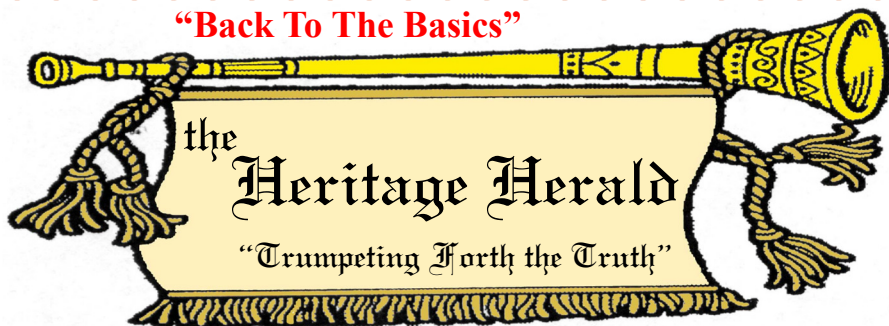 “Back To The Basics”
the
Heritage Herald
“Trumpeting Forth the Truth”